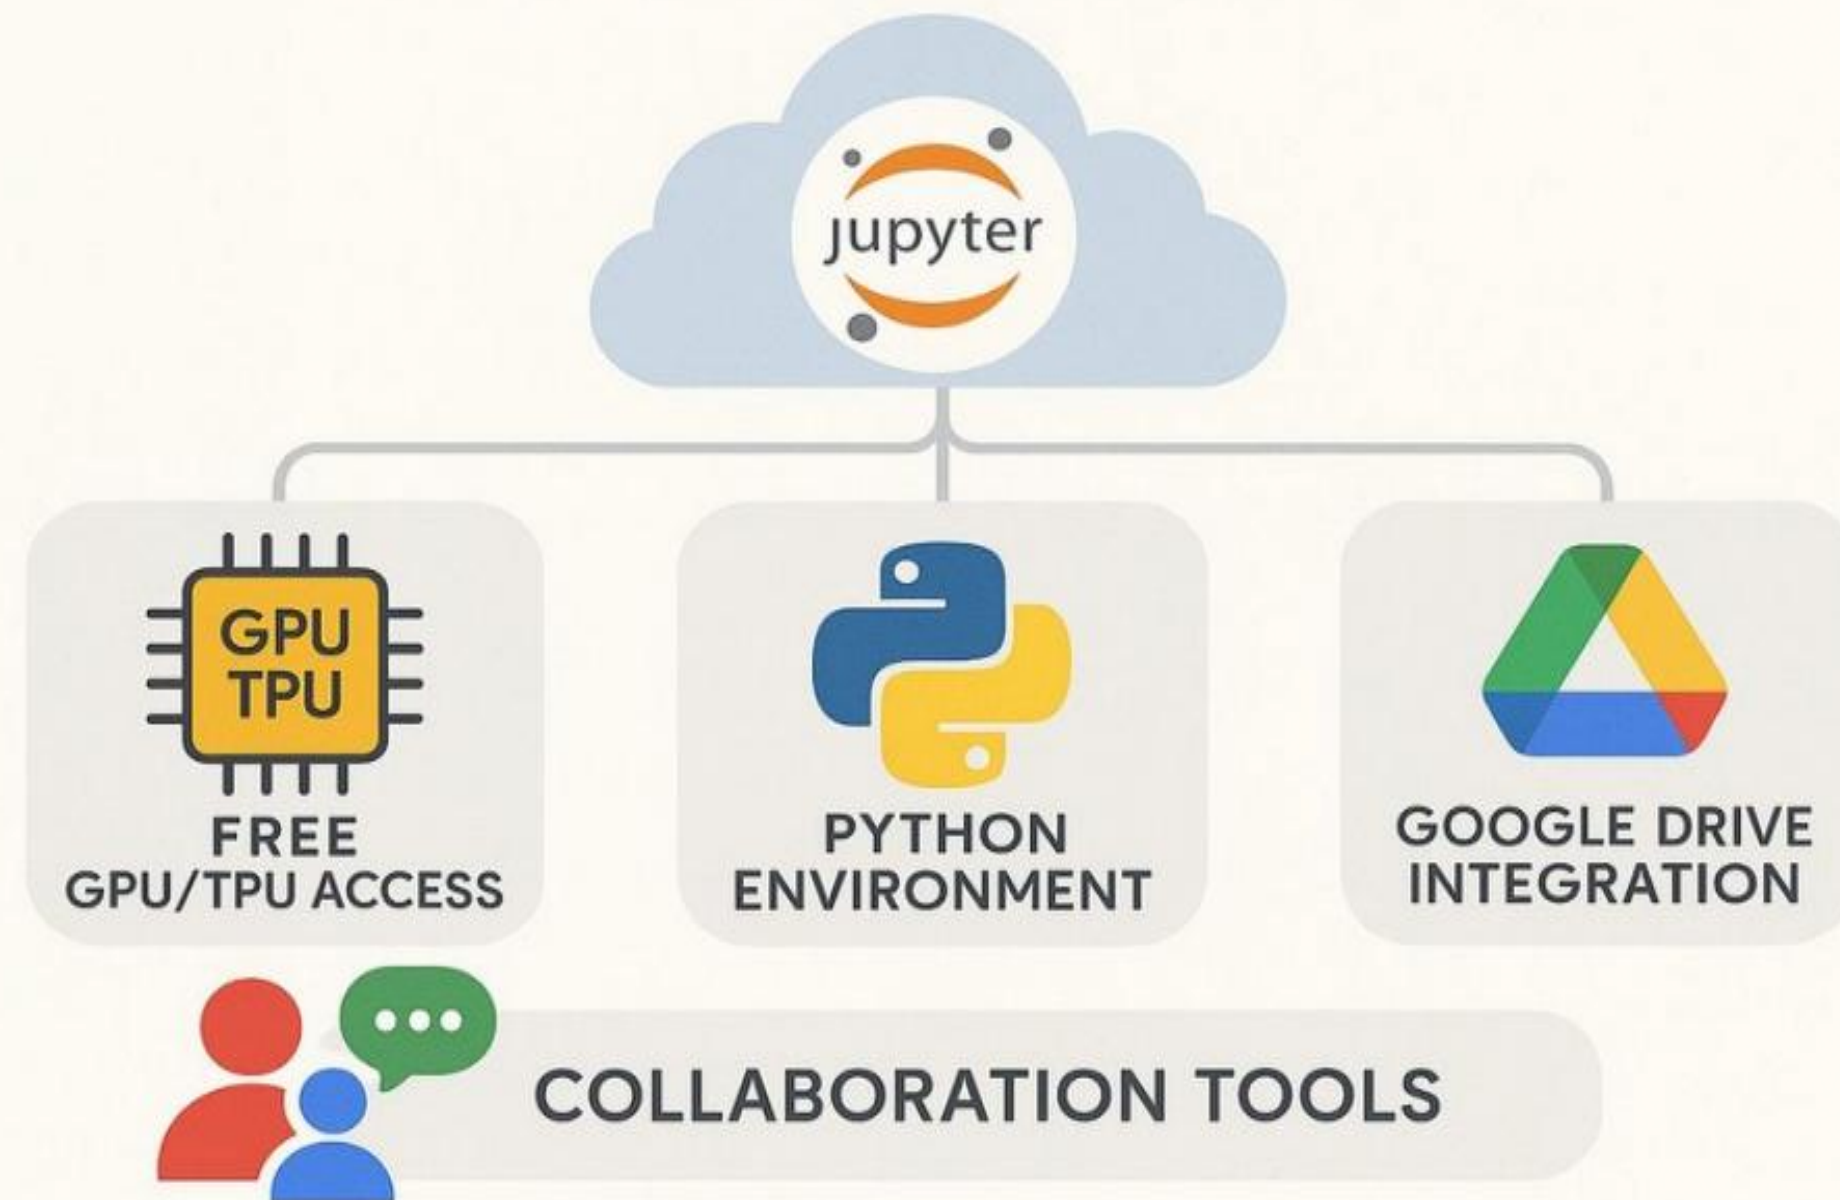 jupyter
GPU
TPU
FREE
GPU/TPU ACCESS
PYTHON
ENVIRONMENT
GOOGLE DRIVE
INTEGRATION
COLLABORATION TOOLS